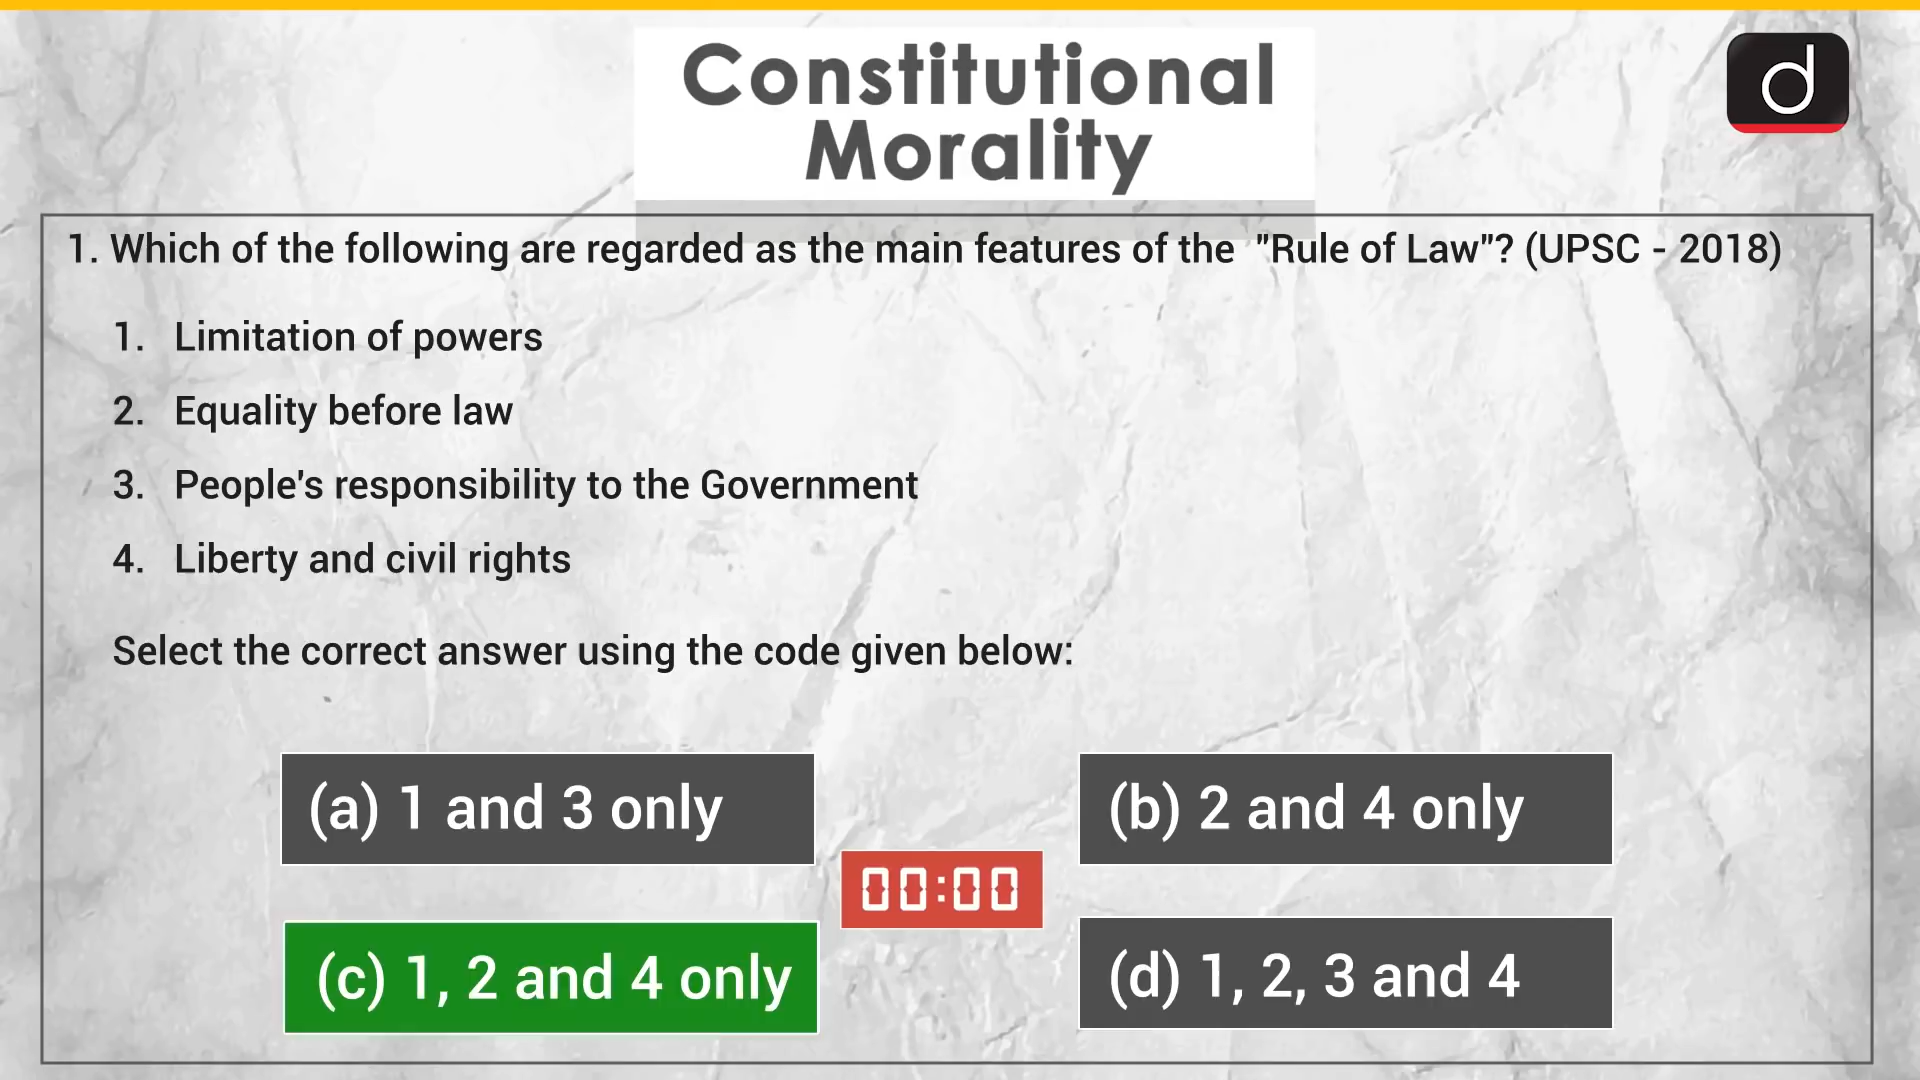 Constitutional
Morality
d
1. Which of the following are regarded as the main features of the "Rule of Law"? (UPSC - 2018)
1. Limitation of powers
2. Equality before law
3. People's responsibility to the Government
4. Liberty and civil rights
Select the correct answer using the code given below:
(a) 1 and 3 only
(b) 2 and 4 only
00:00
(c) 1, 2 and 4 only
(d) 1, 2, 3 and 4